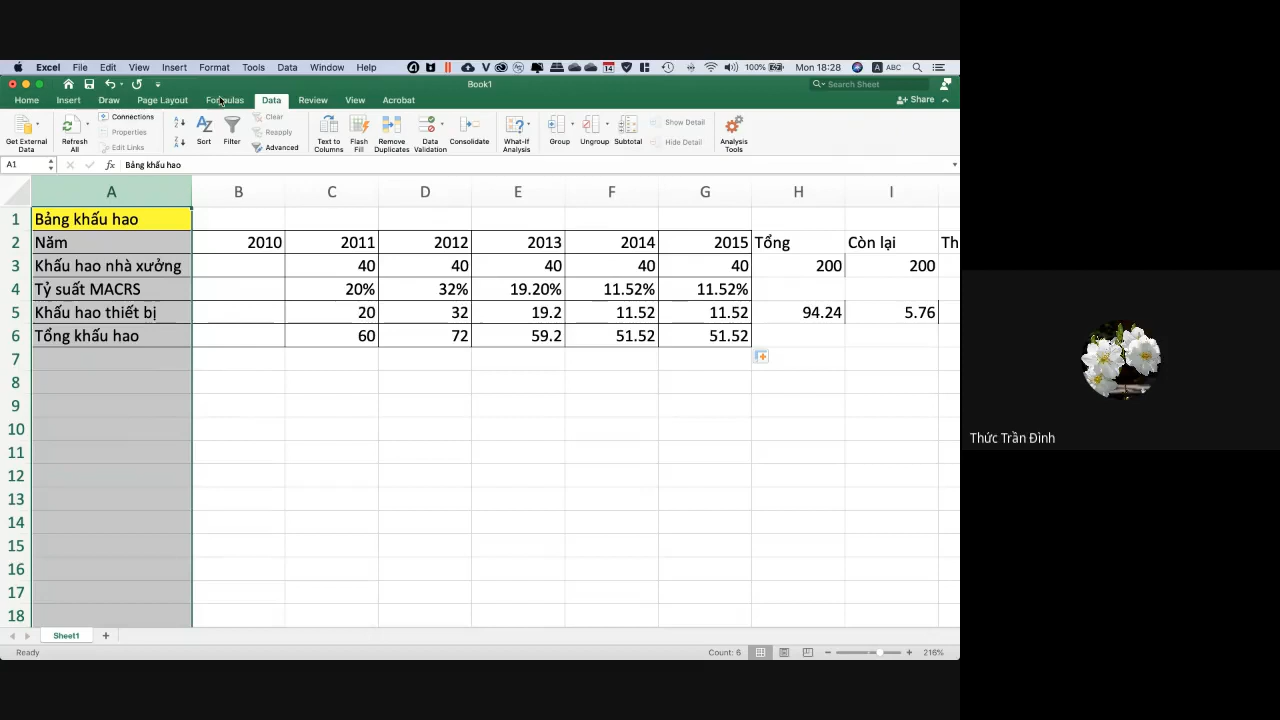 Excel File Edit View Insert Format Tools Data Window Help 100% Mon 18:28 A ABC
Book1
Search Sheet
Home Insert Draw Page Layout Formulas Data Review View Acrobat Share
Get External Data
Refresh All
Connections
Properties
Edit Links
Sort
Filter
Clear
Reapply
Advanced
Text to Columns
Flash Fill
Remove Duplicates
Data Validation
Consolidate
What-If Analysis
Group
Ungroup
Subtotal
Show Detail
Hide Detail
Analysis Tools
A1 fx Bảng khấu hao
A B C D E F G H I
1 Bảng khấu hao
2 Năm 2010 2011 2012 2013 2014 2015 Tổng Còn lại Th
3 Khấu hao nhà xưởng 40 40 40 40 40 200 200
4 Tỷ suất MACRS 20% 32% 19.20% 11.52% 11.52%
5 Khấu hao thiết bị 20 32 19.2 11.52 11.52 94.24 5.76
6 Tổng khấu hao 60 72 59.2 51.52 51.52
7
8
9
10
11
12
13
14
15
16
17
18
Sheet1 +
Ready Count: 6 216%
Thức Trần Đình